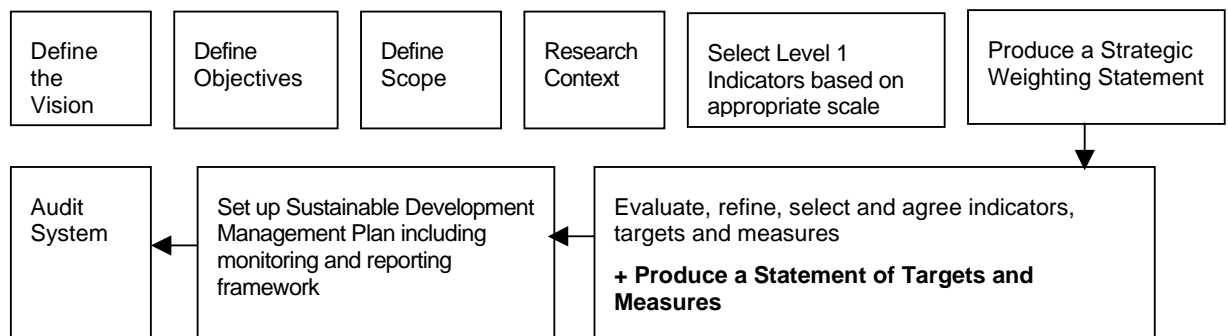 Define
the
Vision
Define
Objectives
Define
Scope
Research
Context
Select Level 1
Indicators based on
appropriate scale
Produce a Strategic
Weighting Statement
Audit
System
Set up Sustainable Development
Management Plan including
monitoring and reporting
framework
Evaluate, refine, select and agree indicators,
targets and measures
+ Produce a Statement of Targets and
Measures